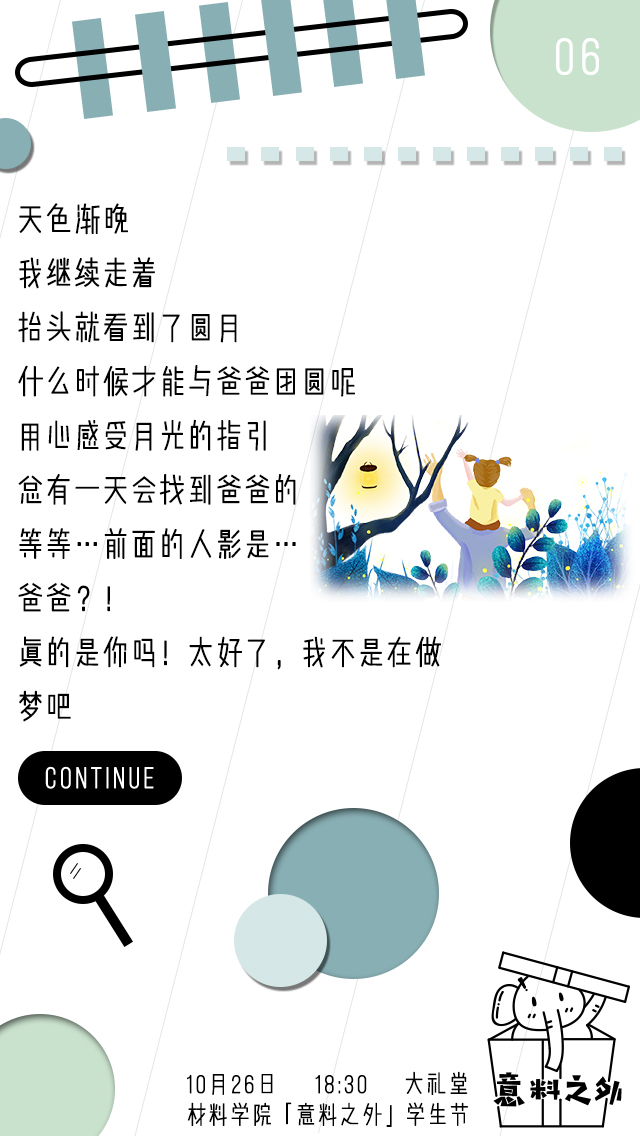 06
天色渐晚
我继续走着
抬头就看到了圆月
什么时候才能与爸爸团圆呢
用心感受月光的指引
总有一天会找到爸爸的
等等…前面的人影是…
爸爸?!
真的是你吗!太好了,我不是在做
梦吧
CONTINUE
10月26日 18:30 大礼堂
材料学院「意料之外」学生节
意料之外